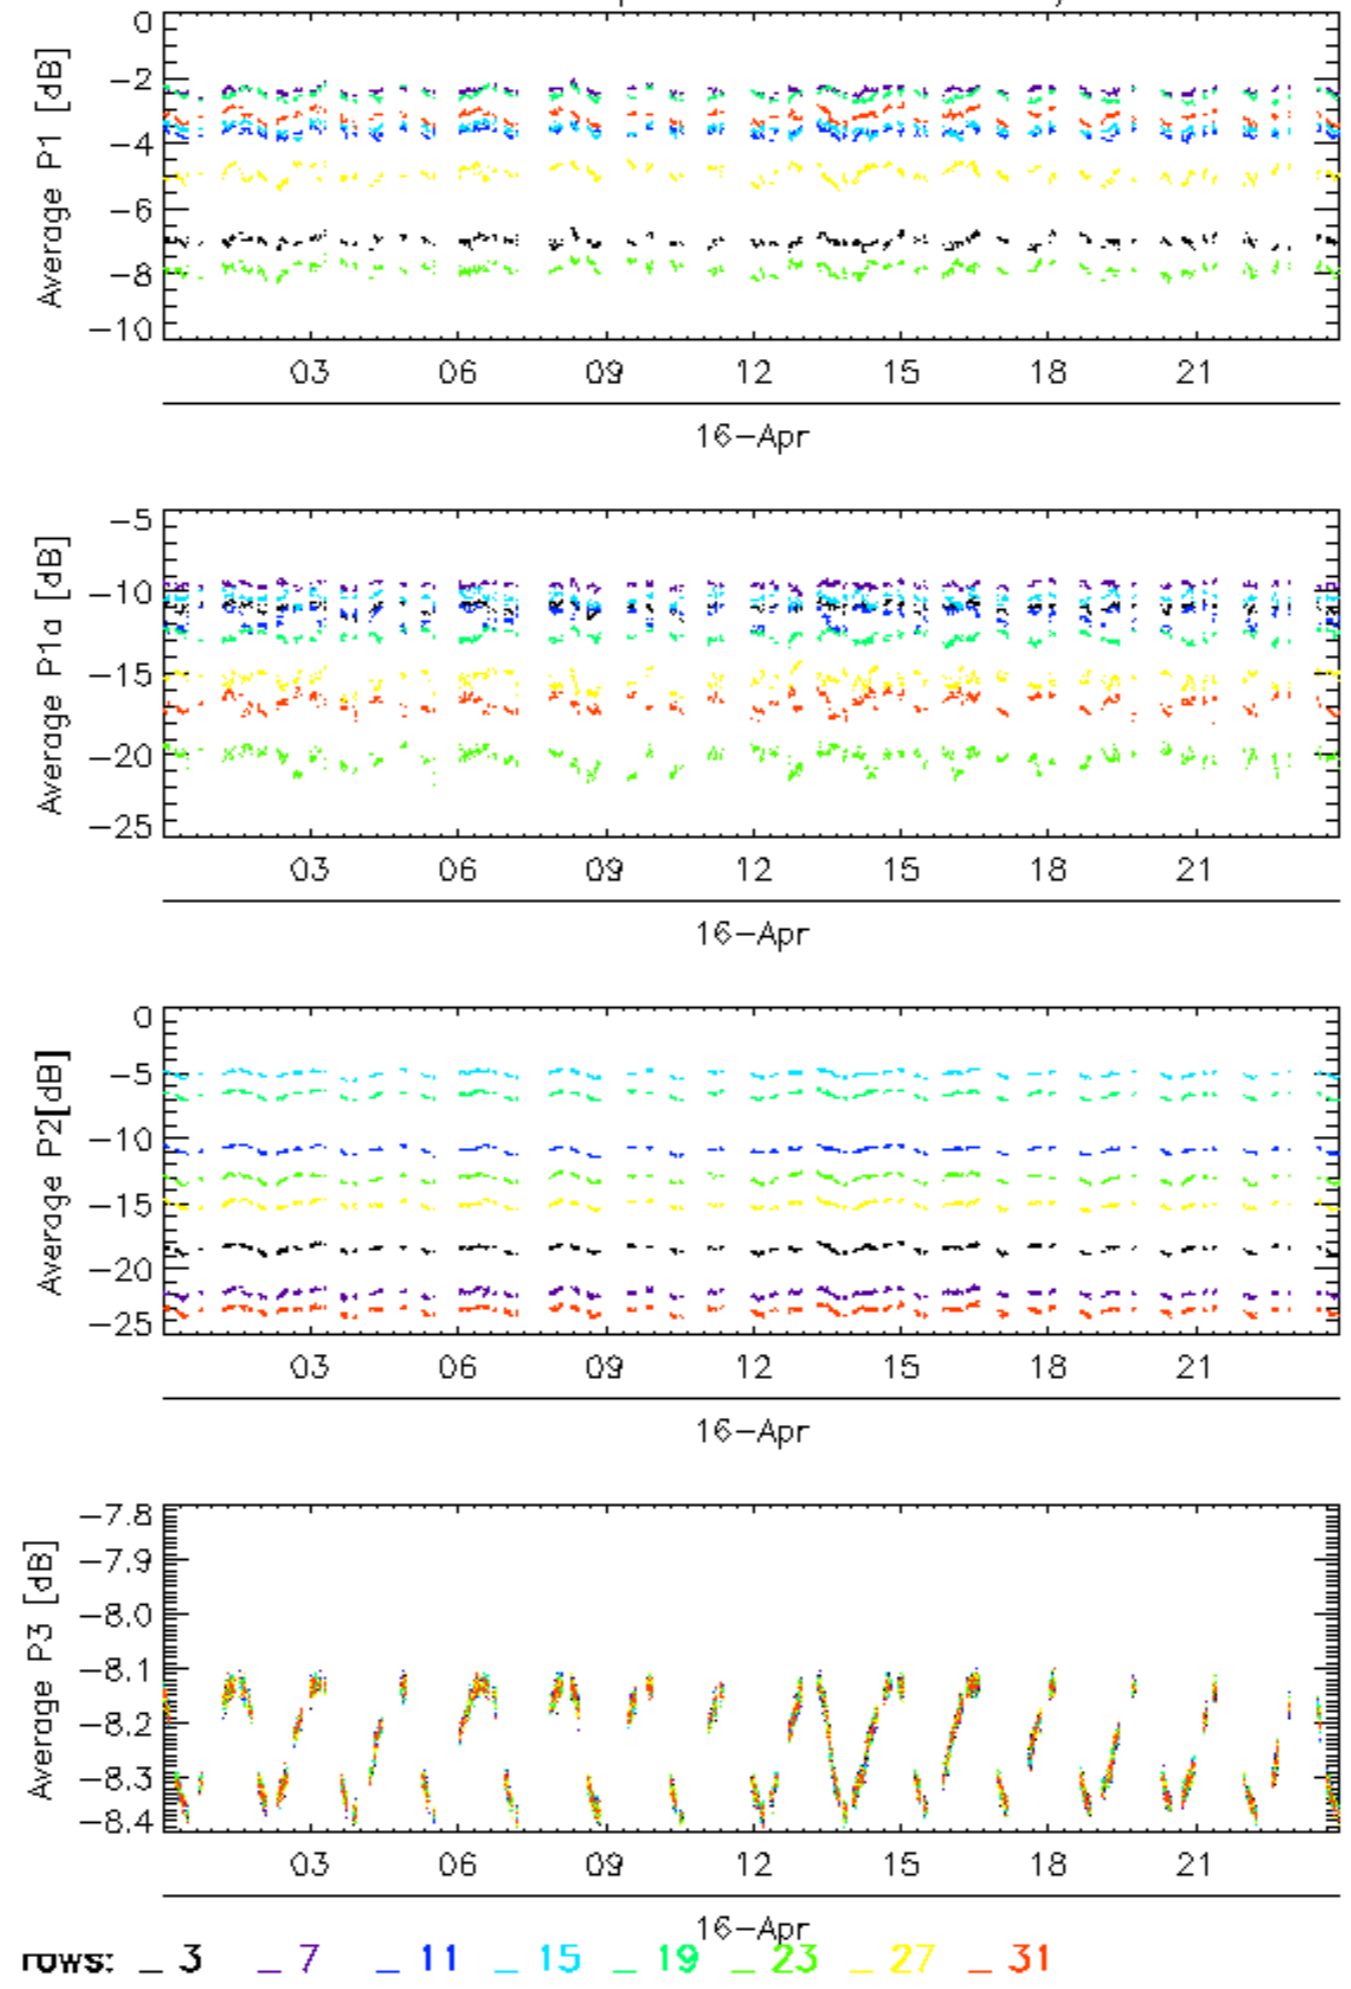 0
−2
−4
−6
−8
−10
Average P1 [dB]
03 06 09 12 15 18 21
16−Apr
−5
−10
−15
−20
−25
Average P1a [dB]
03 06 09 12 15 18 21
16−Apr
0
−5
−10
−15
−20
−25
Average P2[dB]
03 06 09 12 15 18 21
16−Apr
−7.8
−7.9
−8.0
−8.1
−8.2
−8.3
−8.4
Average P3 [dB]
03 06 09 12 15 18 21
16−Apr
rows: _ 3 _ 7 _ 11 _ 15 _ 19 _ 23 _ 27 _ 31